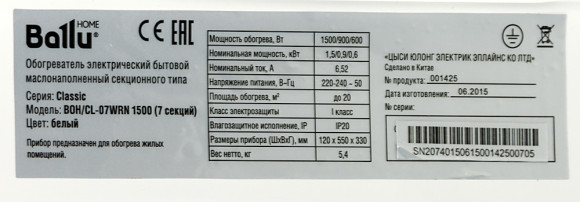 Ballu HOME
CE EAC
Обогреватель электрический бытовой
маслонаполненный секционного типа
Серия: Classic
Модель: BOH/CL-07WRN 1500 (7 секций)
Цвет: белый
Прибор предназначен для обогрева жилых
помещений.
Мощность обогрева, Вт 1500/900/600
Номинальная мощность, кВт 1,5/0,9/0,6
Номинальный ток, А 6,52
Напряжение питания, В~Гц 220-240 ~ 50
Площадь обогрева, м² до 20
Класс электрозащиты I класс
Влагозащитное исполнение, IP IP20
Размеры прибора (ШхВхГ), мм 120 x 550 x 330
Вес нетто, кг 5,4
«ЦЫСИ ЮЛОНГ ЭЛЕКТРИК ЭПЛАЙНС КО ЛТД»
Сделано в Китае
№ продукта: 001425
Дата изготовления: 06.2015
№ серии:
SN2074015061500142500705